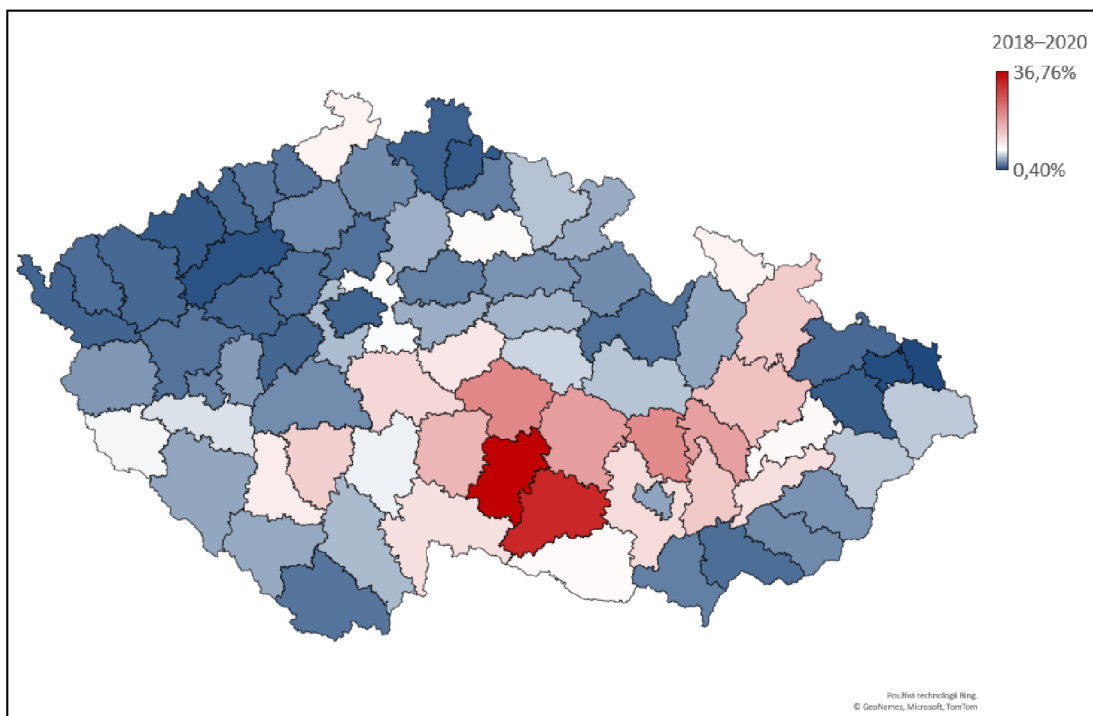 2018–2020
36,76%
0,40%
Používá technologii Bing.
© GeoNames, Microsoft, TomTom